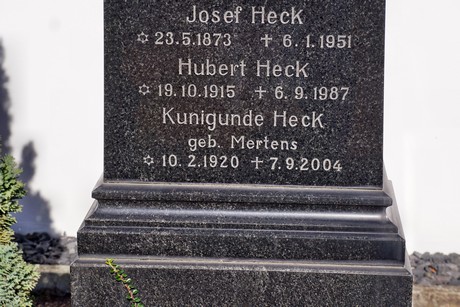 Josef Heck
✡ 23.5.1873 ✝ 6.1.1951
Hubert Heck
✡ 19.10.1915 ✝ 6.9.1987
Kunigunde Heck
geb. Mertens
✡ 10.2.1920 ✝ 7.9.2004